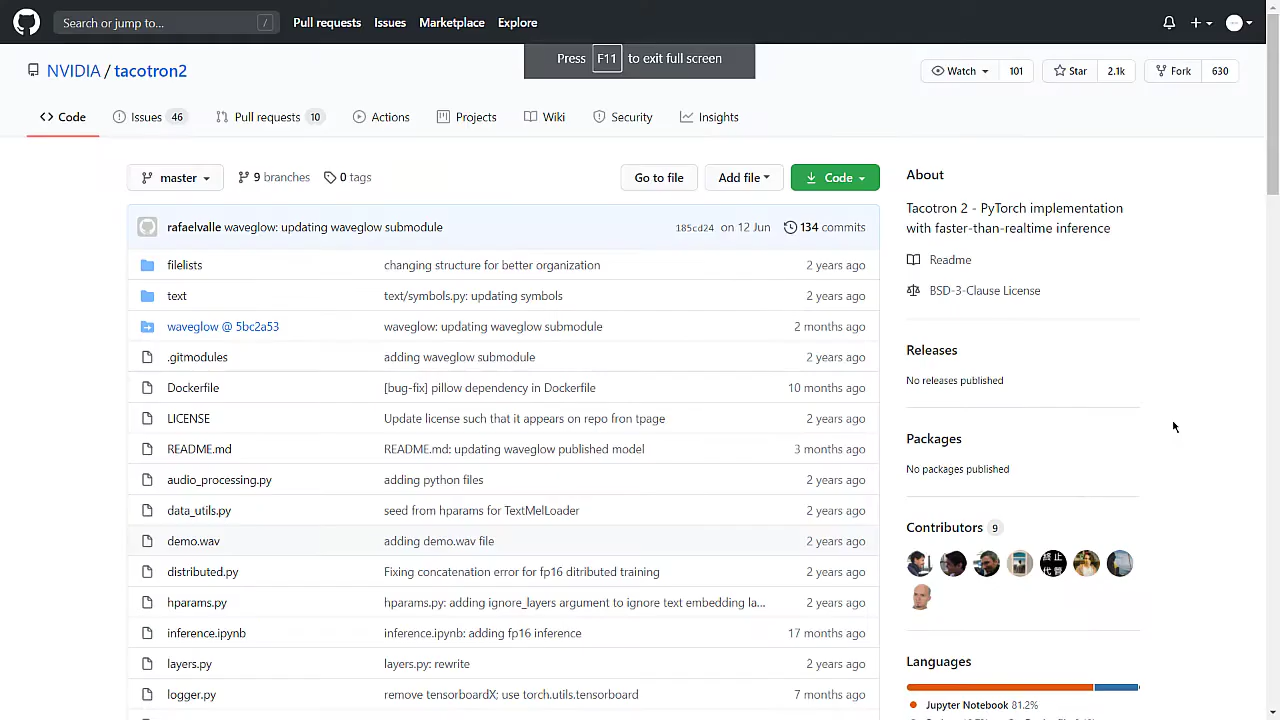 Search or jump to... /
Pull requests Issues Marketplace Explore
Press F11 to exit full screen
NVIDIA / tacotron2
Watch 101 Star 2.1k Fork 630
Code Issues 46 Pull requests 10 Actions Projects Wiki Security Insights
master 9 branches 0 tags Go to file Add file Code
rafaelvalle waveglow: updating waveglow submodule 185cd24 on 12 Jun 134 commits
filelists changing structure for better organization 2 years ago
text text/symbols.py: updating symbols 2 years ago
waveglow @ 5bc2a53 waveglow: updating waveglow submodule 2 months ago
.gitmodules adding waveglow submodule 2 years ago
Dockerfile [bug-fix] pillow dependency in Dockerfile 10 months ago
LICENSE Update license such that it appears on repo fron tpage 2 years ago
README.md README.md: updating waveglow published model 3 months ago
audio_processing.py adding python files 2 years ago
data_utils.py seed from hparams for TextMelLoader 2 years ago
demo.wav adding demo.wav file 2 years ago
distributed.py fixing concatenation error for fp16 ditributed training 2 years ago
hparams.py hparams.py: adding ignore_layers argument to ignore text embedding la... 2 years ago
inference.ipynb inference.ipynb: adding fp16 inference 17 months ago
layers.py layers.py: rewrite 2 years ago
logger.py remove tensorboardX; use torch.utils.tensorboard 7 months ago
About
Tacotron 2 - PyTorch implementation
with faster-than-realtime inference
Readme
BSD-3-Clause License
Releases
No releases published
Packages
No packages published
Contributors 9
終止
代管
Languages
Jupyter Notebook 81.2%